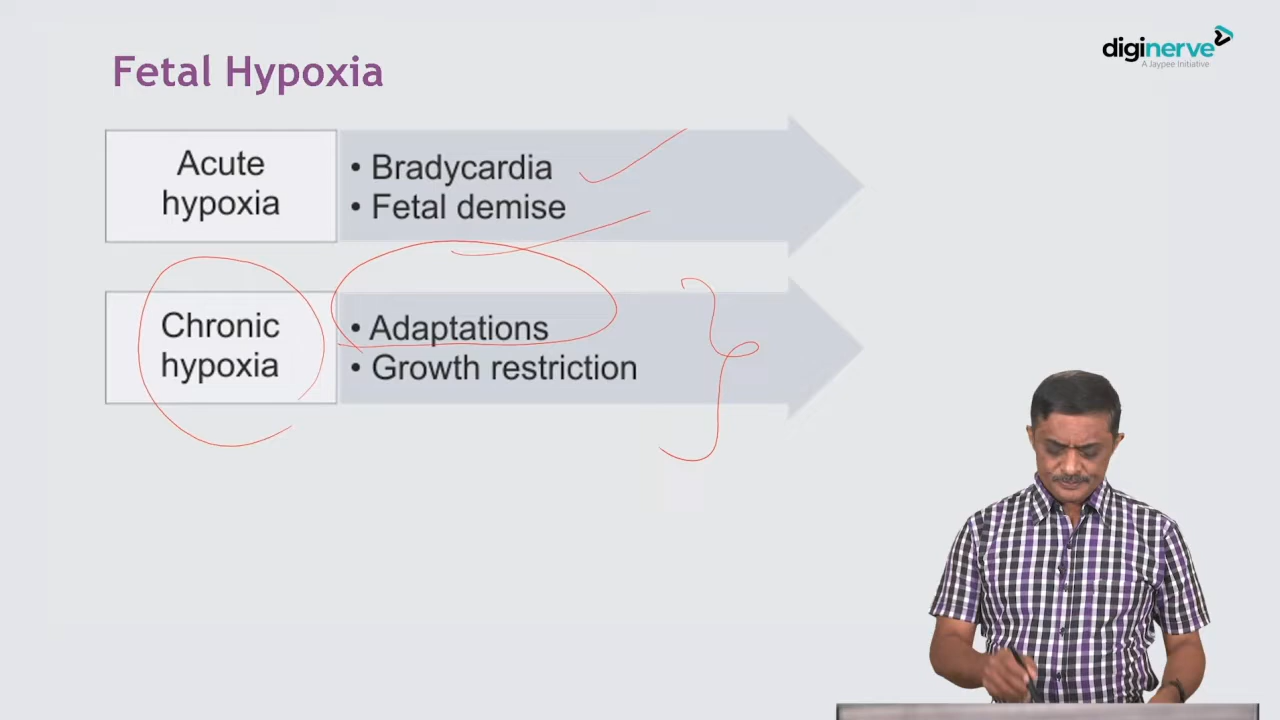 Fetal Hypoxia
diginerve
A Jaypee Initiative
Acute
hypoxia
• Bradycardia
• Fetal demise
Chronic
hypoxia
• Adaptations
• Growth restriction